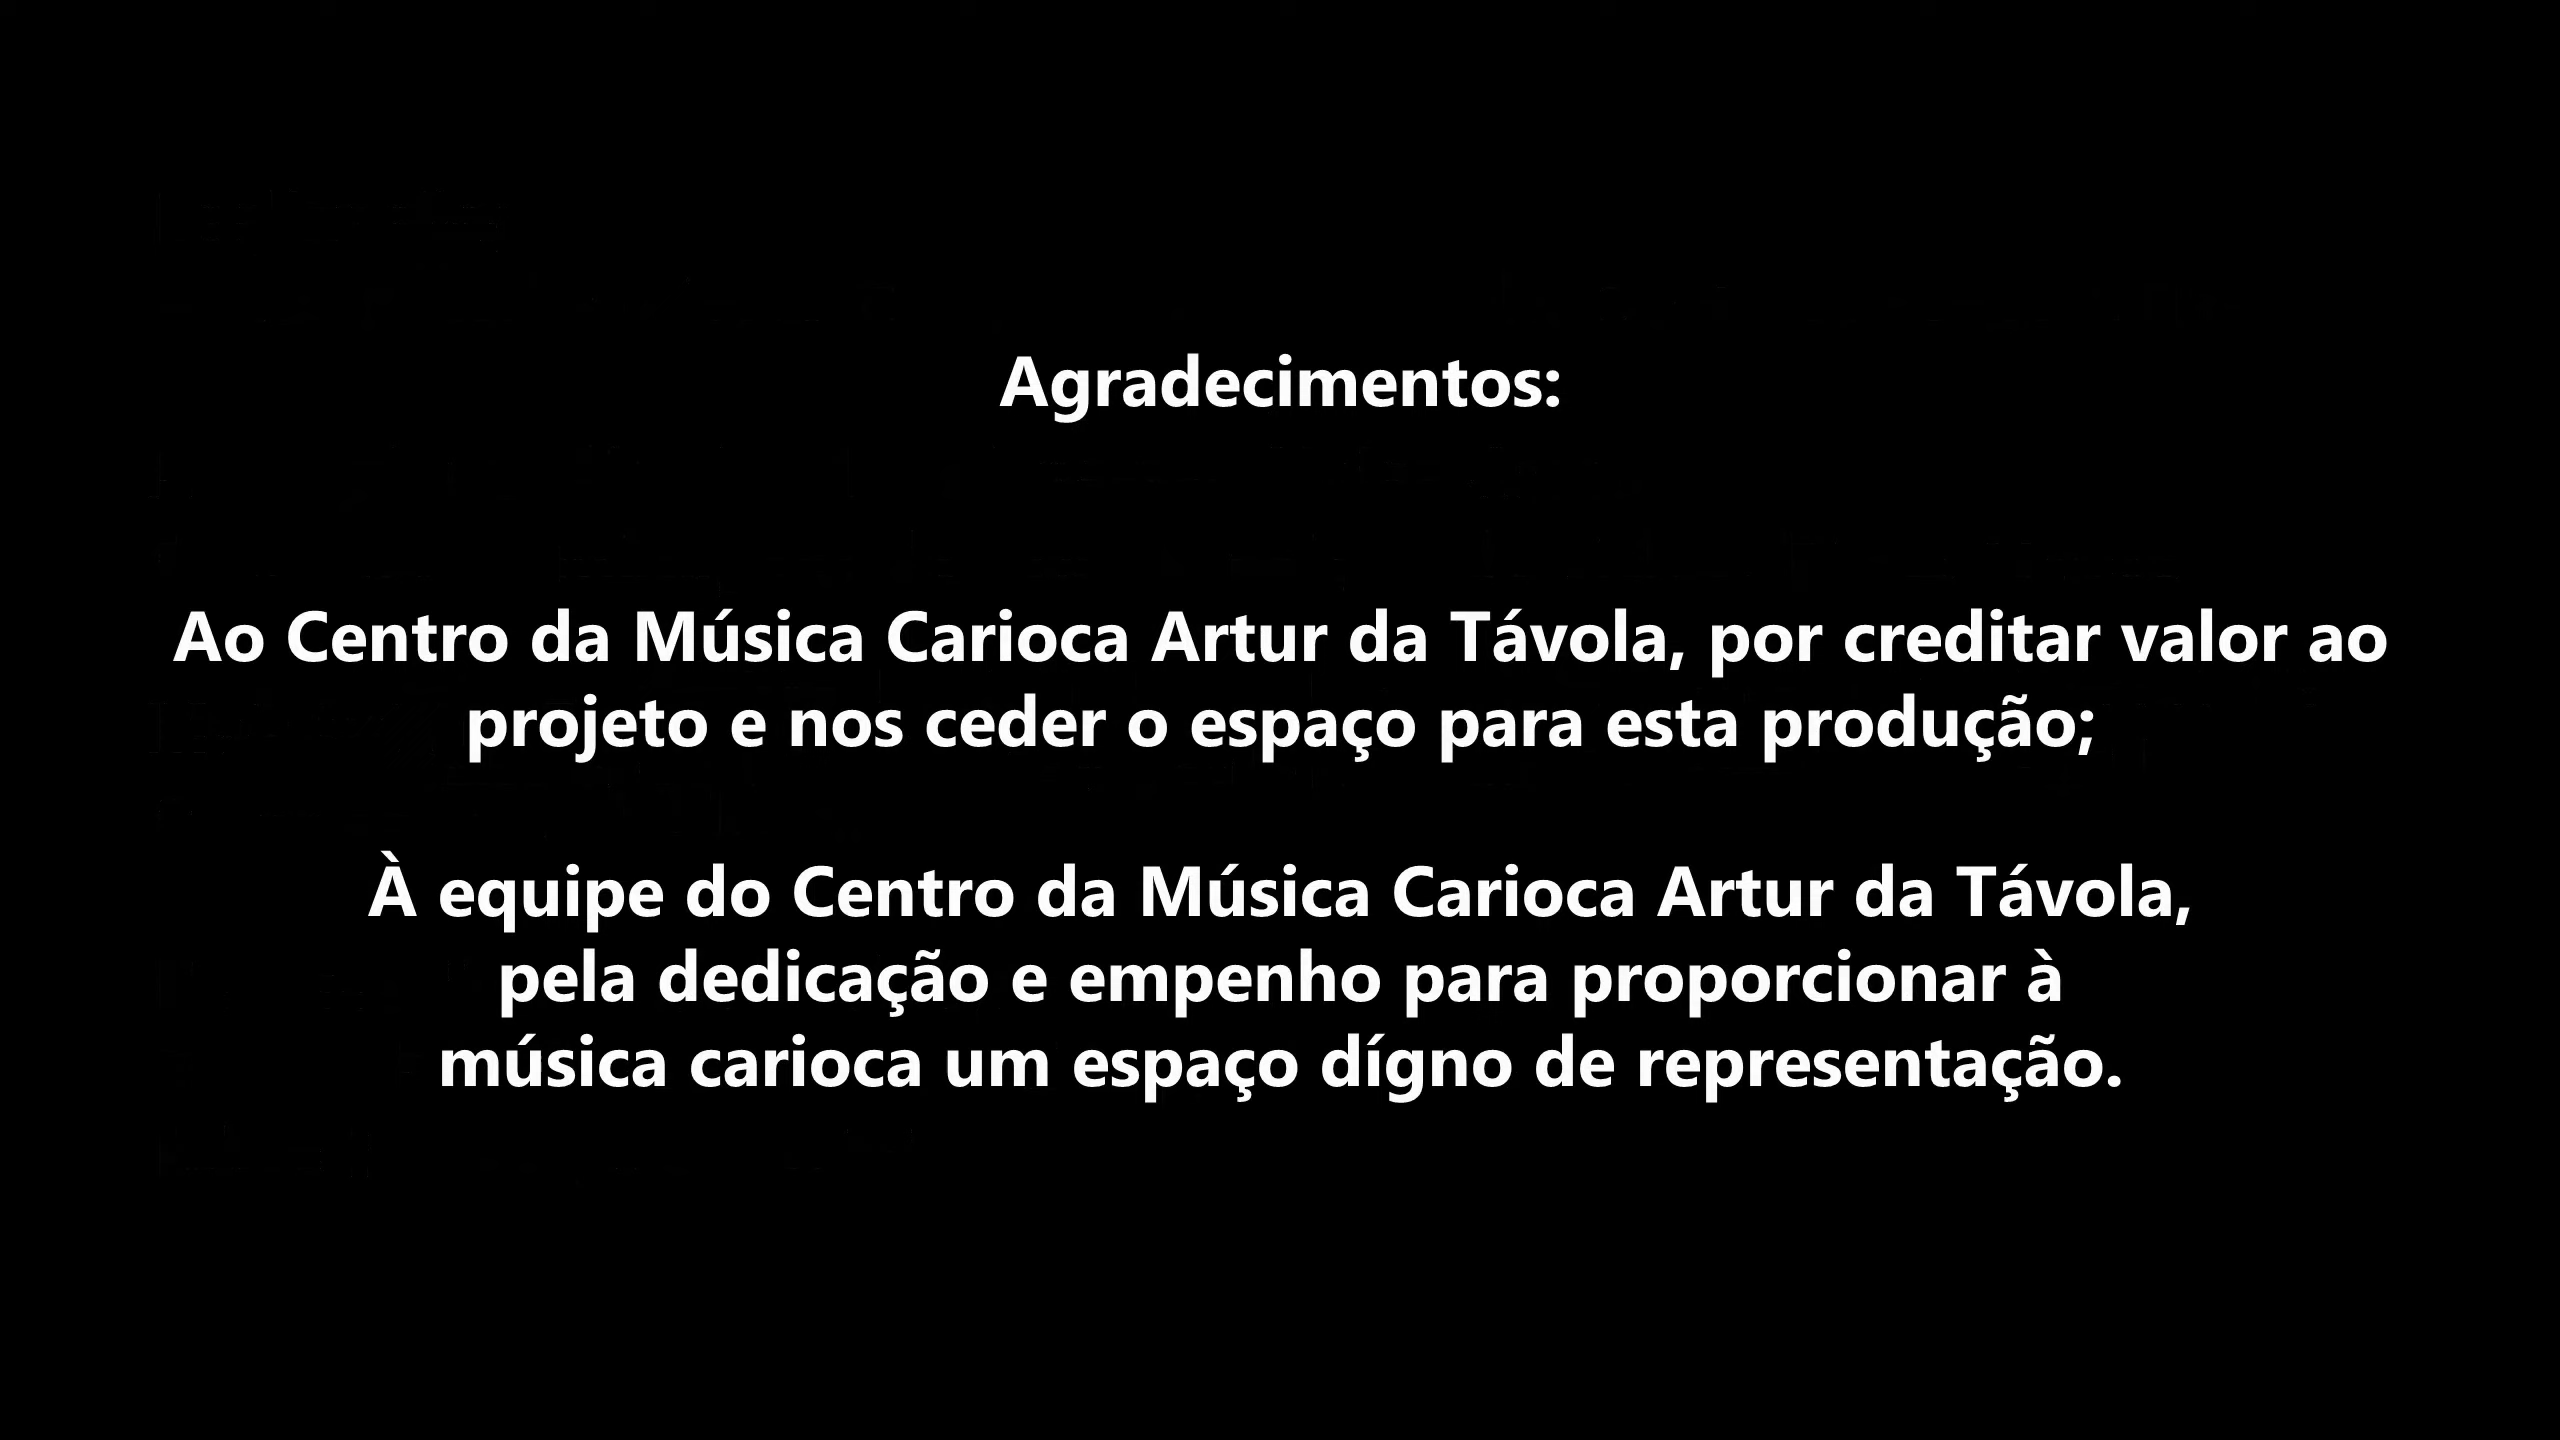 Agradecimentos:
Ao Centro da Música Carioca Artur da Távola, por creditar valor ao
projeto e nos ceder o espaço para esta produção;
À equipe do Centro da Música Carioca Artur da Távola,
pela dedicação e empenho para proporcionar à
música carioca um espaço dígno de representação.